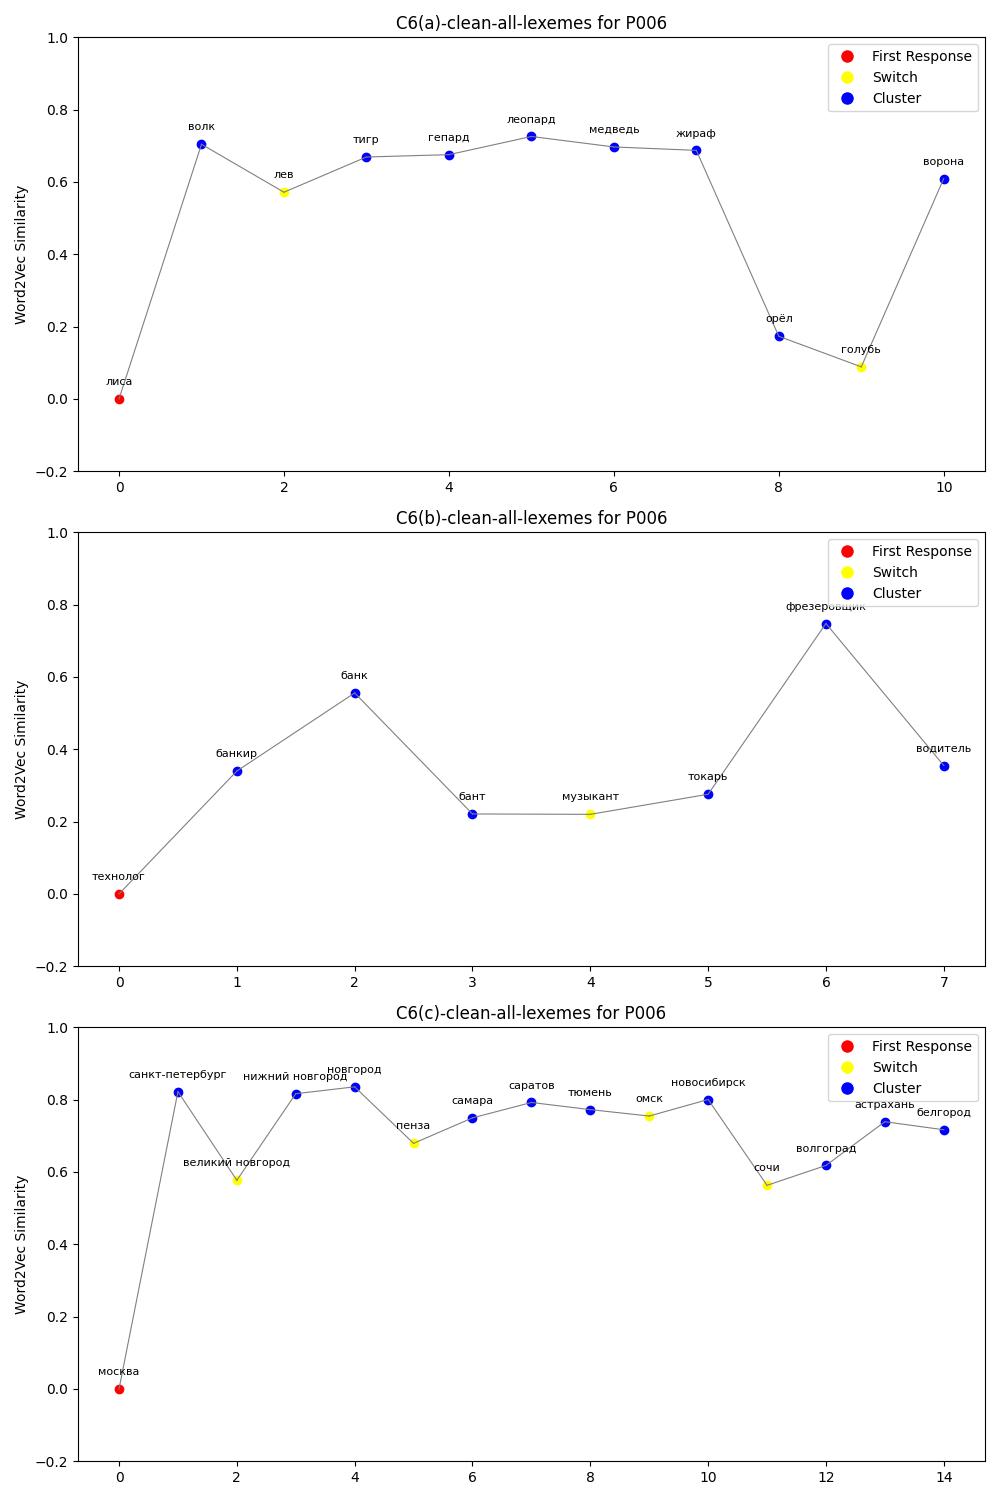 C6(a)-clean-all-lexemes for P006
Word2Vec Similarity
1.0
0.8
0.6
0.4
0.2
0.0
−0.2
First Response
Switch
Cluster
лиса
волк
лев
тигр
гепард
леопард
медведь
жираф
орёл
голубь
ворона
0 2 4 6 8 10
C6(b)-clean-all-lexemes for P006
Word2Vec Similarity
1.0
0.8
0.6
0.4
0.2
0.0
−0.2
First Response
Switch
Cluster
технолог
банкир
банк
бант
музыкант
токарь
фрезеровщик
водитель
0 1 2 3 4 5 6 7
C6(c)-clean-all-lexemes for P006
Word2Vec Similarity
1.0
0.8
0.6
0.4
0.2
0.0
−0.2
First Response
Switch
Cluster
москва
санкт-петербург
великий новгород
нижний новгород
новгород
пенза
самара
саратов
тюмень
омск
новосибирск
сочи
волгоград
астрахань
белгород
0 2 4 6 8 10 12 14